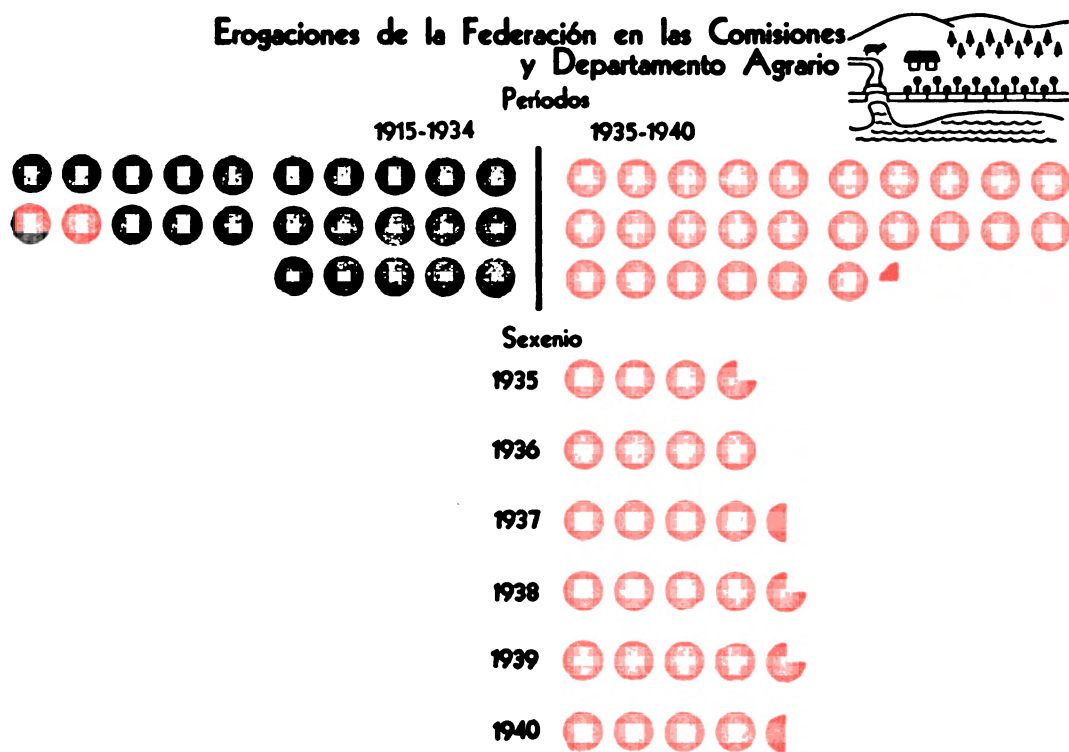 Erogaciones de la Federación en las Comisiones
y Departamento Agrario
Períodos
1915-1934 1935-1940
Sexenio
1935
1936
1937
1938
1939
1940